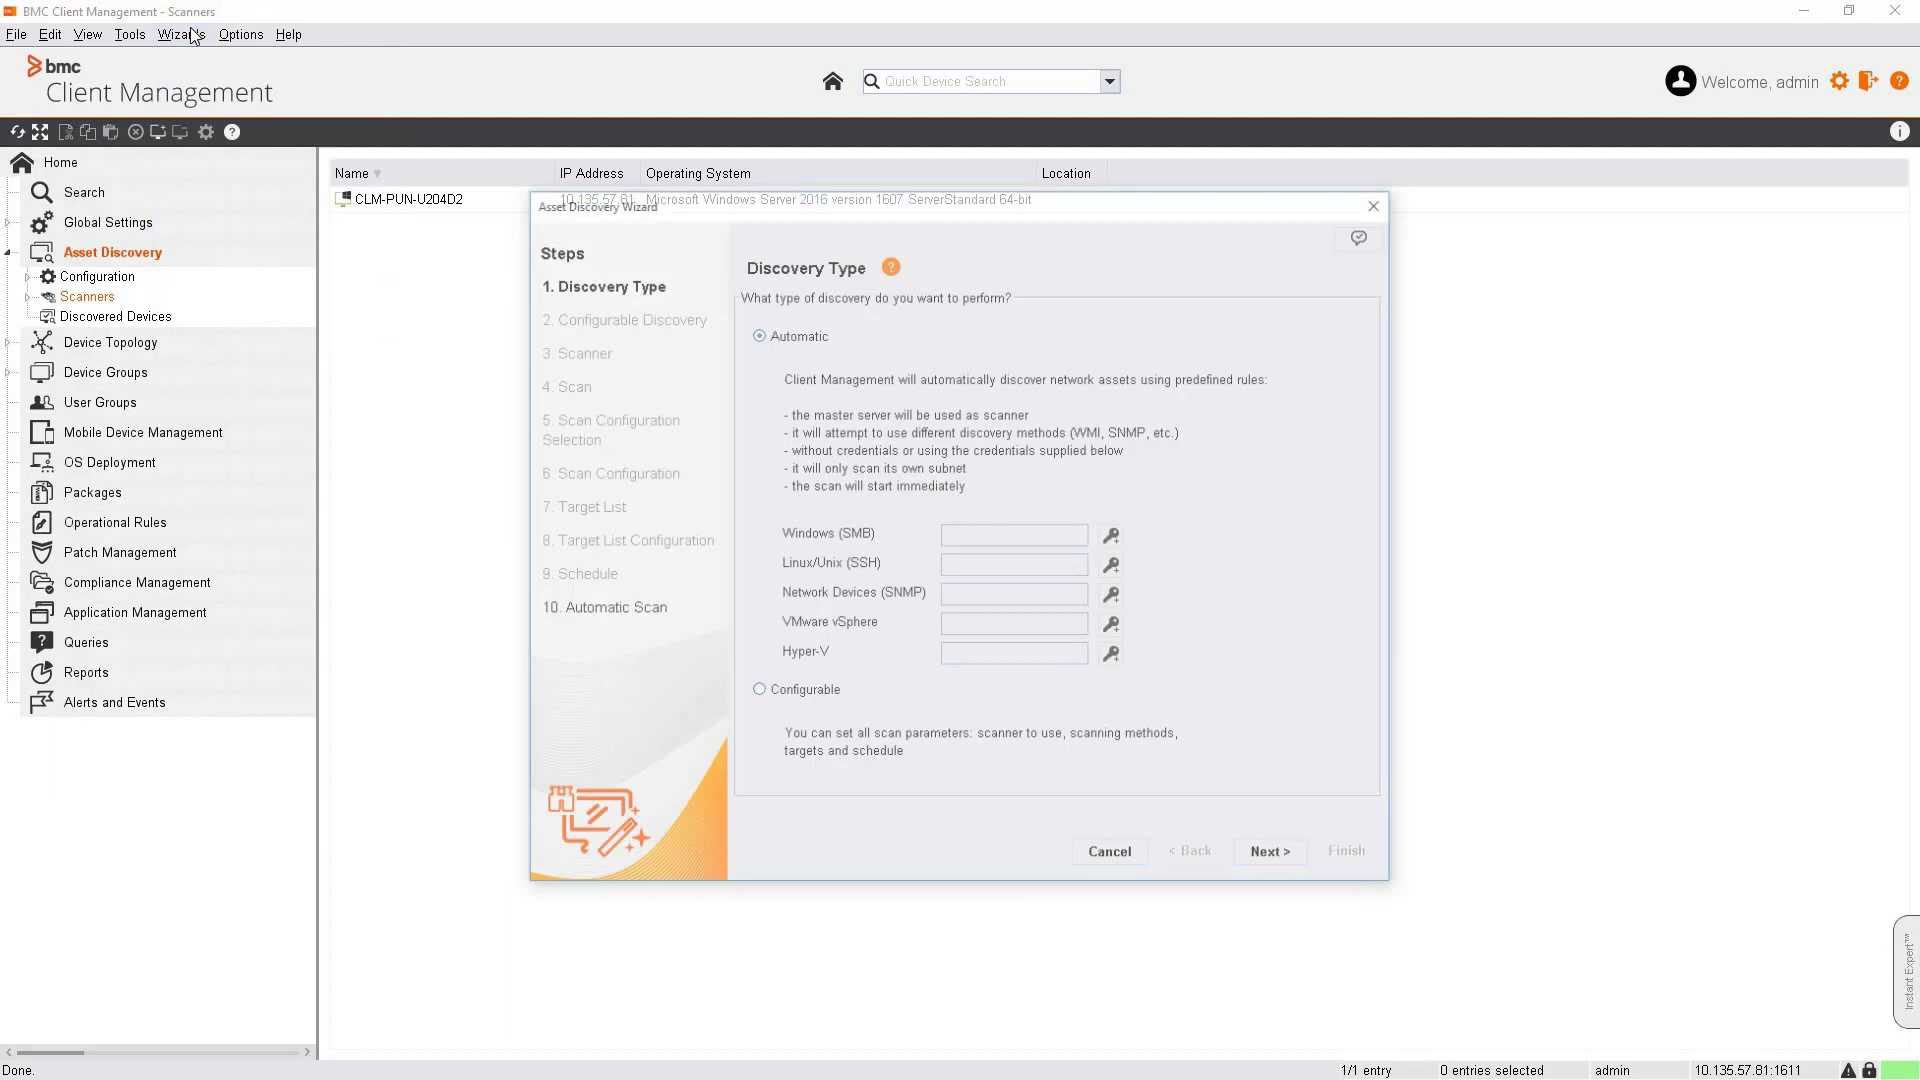 BMC Client Management - Scanners
File Edit View Tools Wizards Options Help
bmc
Client Management
Quick Device Search
Welcome, admin
Home
Search
Global Settings
Asset Discovery
Configuration
Scanners
Discovered Devices
Device Topology
Device Groups
User Groups
Mobile Device Management
OS Deployment
Packages
Operational Rules
Patch Management
Compliance Management
Application Management
Queries
Reports
Alerts and Events
Name IP Address Operating System Location
CLM-PUN-U204D2 10.135.57.81 Microsoft Windows Server 2016 version 1607 ServerStandard 64-bit
Asset Discovery Wizard
Steps
1. Discovery Type
2. Configurable Discovery
3. Scanner
4. Scan
5. Scan Configuration
Selection
6. Scan Configuration
7. Target List
8. Target List Configuration
9. Schedule
10. Automatic Scan
Discovery Type
What type of discovery do you want to perform?
Automatic
Client Management will automatically discover network assets using predefined rules:
- the master server will be used as scanner
- it will attempt to use different discovery methods (WMI, SNMP, etc.)
- without credentials or using the credentials supplied below
- it will only scan its own subnet
- the scan will start immediately
Windows (SMB)
Linux/Unix (SSH)
Network Devices (SNMP)
VMware vSphere
Hyper-V
Configurable
You can set all scan parameters: scanner to use, scanning methods,
targets and schedule
Cancel < Back Next > Finish
Instant Expert™
Done. 1/1 entry 0 entries selected admin 10.135.57.81:1611